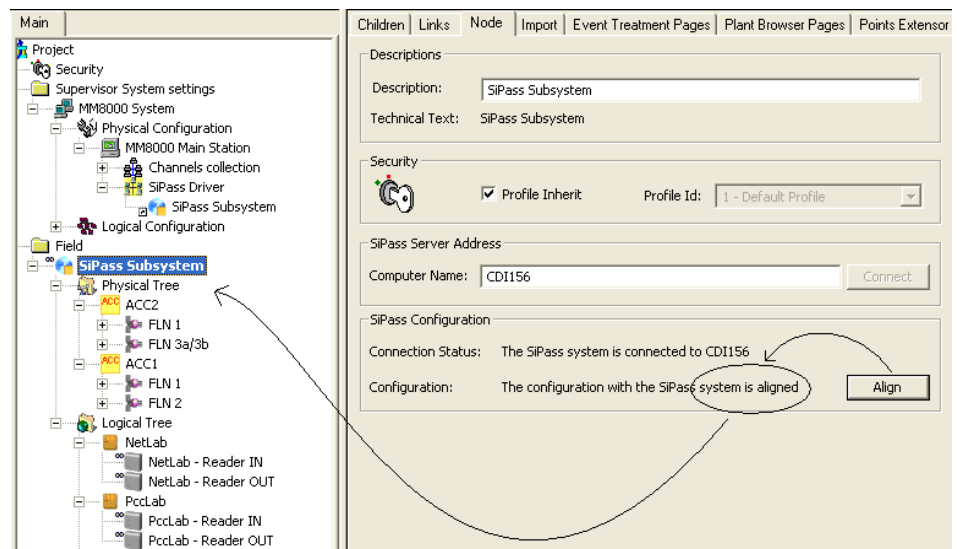 Main
Project
Security
Supervisor System settings
MM8000 System
Physical Configuration
MM8000 Main Station
Channels collection
SiPass Driver
SiPass Subsystem
Logical Configuration
Field
SiPass Subsystem
Physical Tree
ACC ACC2
FLN 1
FLN 3a/3b
ACC ACC1
FLN 1
FLN 2
Logical Tree
NetLab
NetLab - Reader IN
NetLab - Reader OUT
PccLab
PccLab - Reader IN
PccLab - Reader OUT
Children Links Node Import Event Treatment Pages Plant Browser Pages Points Extensor
Descriptions
Description: SiPass Subsystem
Technical Text: SiPass Subsystem
Security
Profile Inherit Profile Id: 1 - Default Profile
SiPass Server Address
Computer Name: CDI156 Connect
SiPass Configuration
Connection Status: The SiPass system is connected to CDI156
Configuration: The configuration with the SiPass system is aligned Align